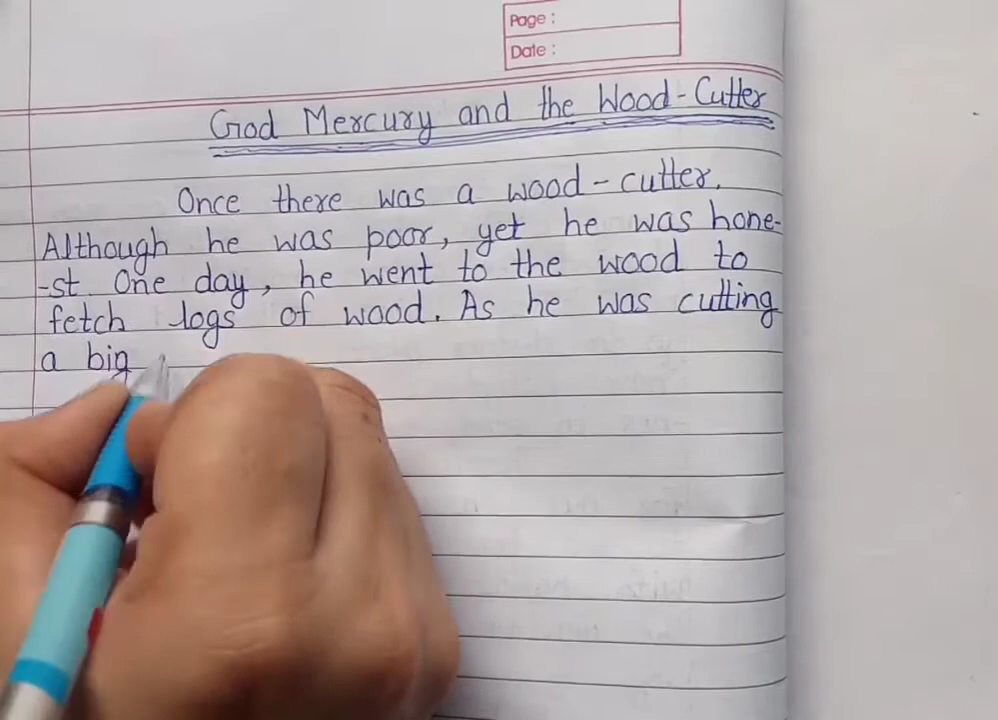 Page :
Date :
God Mercury and the Wood-Cutter
Once there was a wood-cutter.
Although he was poor, yet he was hone-
-st One day, he went to the wood to
fetch logs of wood. As he was cutting
a big